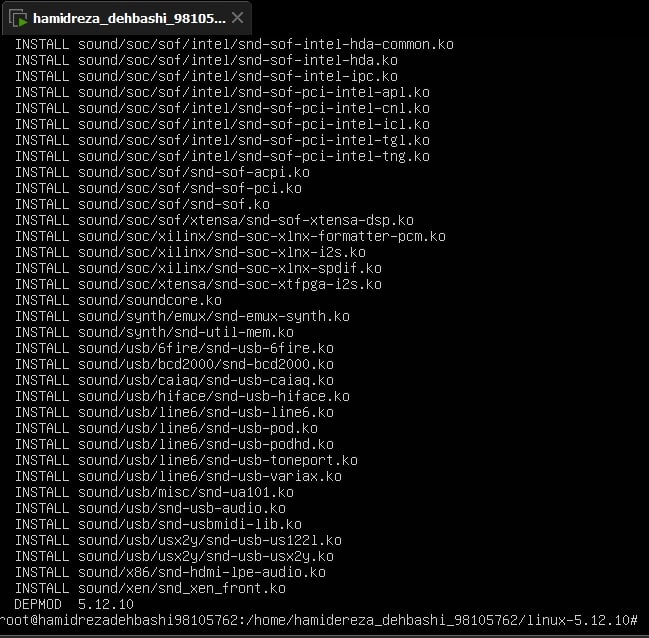 hamidreza_dehbashi_98105...
INSTALL sound/soc/sof/intel/snd-sof-intel-hda-common.ko
INSTALL sound/soc/sof/intel/snd-sof-intel-hda.ko
INSTALL sound/soc/sof/intel/snd-sof-intel-ipc.ko
INSTALL sound/soc/sof/intel/snd-sof-pci-intel-apl.ko
INSTALL sound/soc/sof/intel/snd-sof-pci-intel-cnl.ko
INSTALL sound/soc/sof/intel/snd-sof-pci-intel-icl.ko
INSTALL sound/soc/sof/intel/snd-sof-pci-intel-tgl.ko
INSTALL sound/soc/sof/intel/snd-sof-pci-intel-tng.ko
INSTALL sound/soc/sof/snd-sof-acpi.ko
INSTALL sound/soc/sof/snd-sof-pci.ko
INSTALL sound/soc/sof/snd-sof.ko
INSTALL sound/soc/sof/xtensa/snd-sof-xtensa-dsp.ko
INSTALL sound/soc/xilinx/snd-soc-xlnx-formatter-pcm.ko
INSTALL sound/soc/xilinx/snd-soc-xlnx-i2s.ko
INSTALL sound/soc/xilinx/snd-soc-xlnx-spdif.ko
INSTALL sound/soc/xtensa/snd-soc-xtfpga-i2s.ko
INSTALL sound/soundcore.ko
INSTALL sound/synth/emux/snd-emux-synth.ko
INSTALL sound/synth/snd-util-mem.ko
INSTALL sound/usb/6fire/snd-usb-6fire.ko
INSTALL sound/usb/bcd2000/snd-bcd2000.ko
INSTALL sound/usb/caiaq/snd-usb-caiaq.ko
INSTALL sound/usb/hiface/snd-usb-hiface.ko
INSTALL sound/usb/line6/snd-usb-line6.ko
INSTALL sound/usb/line6/snd-usb-pod.ko
INSTALL sound/usb/line6/snd-usb-podhd.ko
INSTALL sound/usb/line6/snd-usb-toneport.ko
INSTALL sound/usb/line6/snd-usb-variax.ko
INSTALL sound/usb/misc/snd-ua101.ko
INSTALL sound/usb/snd-usb-audio.ko
INSTALL sound/usb/snd-usbmidi-lib.ko
INSTALL sound/usb/usx2y/snd-usb-us122l.ko
INSTALL sound/usb/usx2y/snd-usb-usx2y.ko
INSTALL sound/x86/snd-hdmi-lpe-audio.ko
INSTALL sound/xen/snd_xen_front.ko
DEPMOD 5.12.10
root@hamidrezadehbashi98105762:/home/hamidereza_dehbashi_98105762/linux-5.12.10#